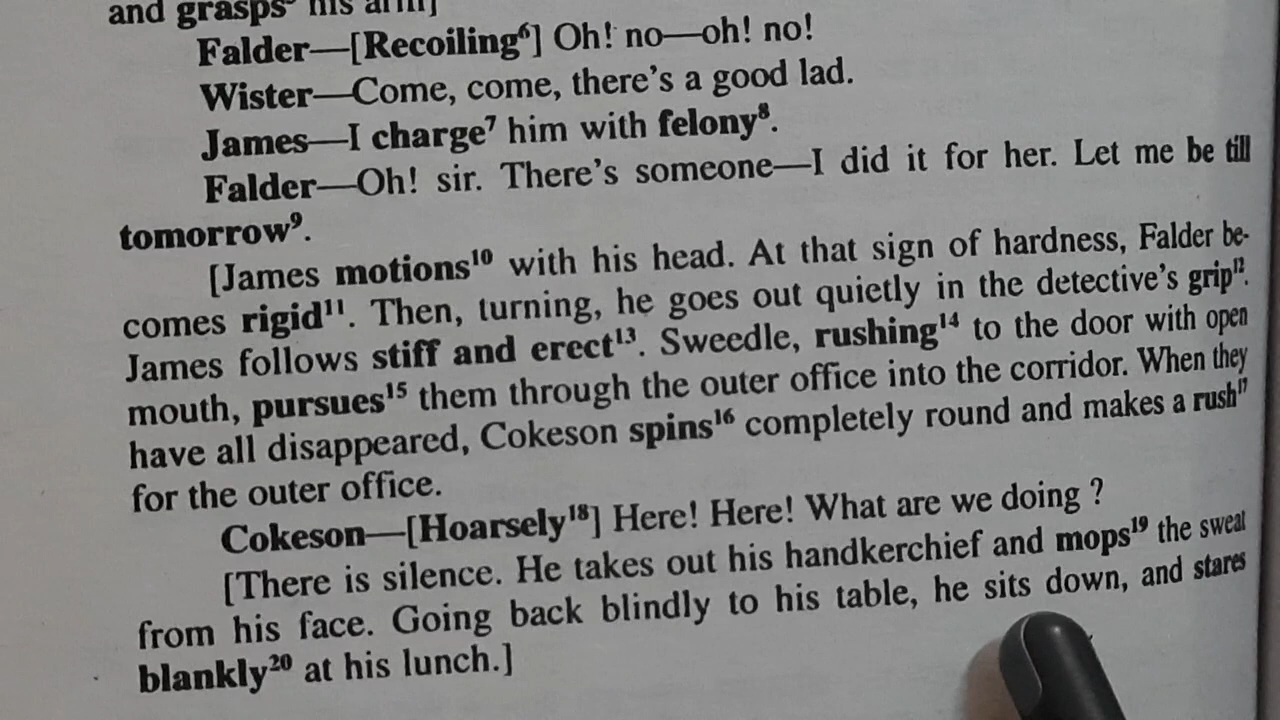 and grasps⁵ his arm]
Falder—[Recoiling⁶] Oh! no—oh! no!
Wister—Come, come, there's a good lad.
James—I charge⁷ him with felony⁸.
Falder—Oh! sir. There's someone—I did it for her. Let me be till
tomorrow⁹.
[James motions¹⁰ with his head. At that sign of hardness, Falder be-
comes rigid¹¹. Then, turning, he goes out quietly in the detective's grip¹².
James follows stiff and erect¹³. Sweedle, rushing¹⁴ to the door with open
mouth, pursues¹⁵ them through the outer office into the corridor. When they
have all disappeared, Cokeson spins¹⁶ completely round and makes a rush¹⁷
for the outer office.
Cokeson—[Hoarsely¹⁸] Here! Here! What are we doing ?
[There is silence. He takes out his handkerchief and mops¹⁹ the sweat
from his face. Going back blindly to his table, he sits down, and stares
blankly²⁰ at his lunch.]